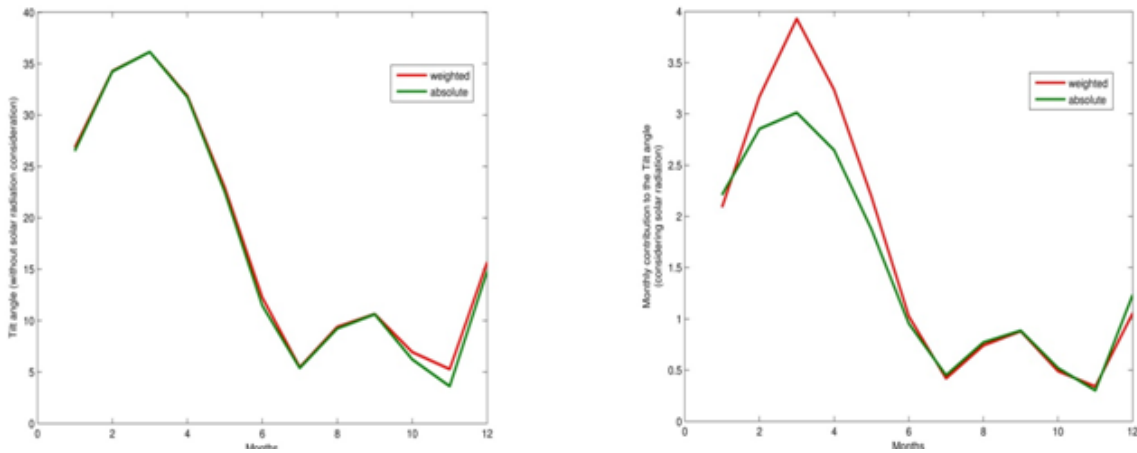 40
35
30
25
20
15
10
5
0
0 2 4 6 8 10 12
Months
Tilt angle (without solar radiation consideration)
weighted
absolute
4
3.5
3
2.5
2
1.5
1
0.5
0
0 2 4 6 8 10 12
Months
Monthly contribution to the Tilt angle
(considering solar radiation)
weighted
absolute